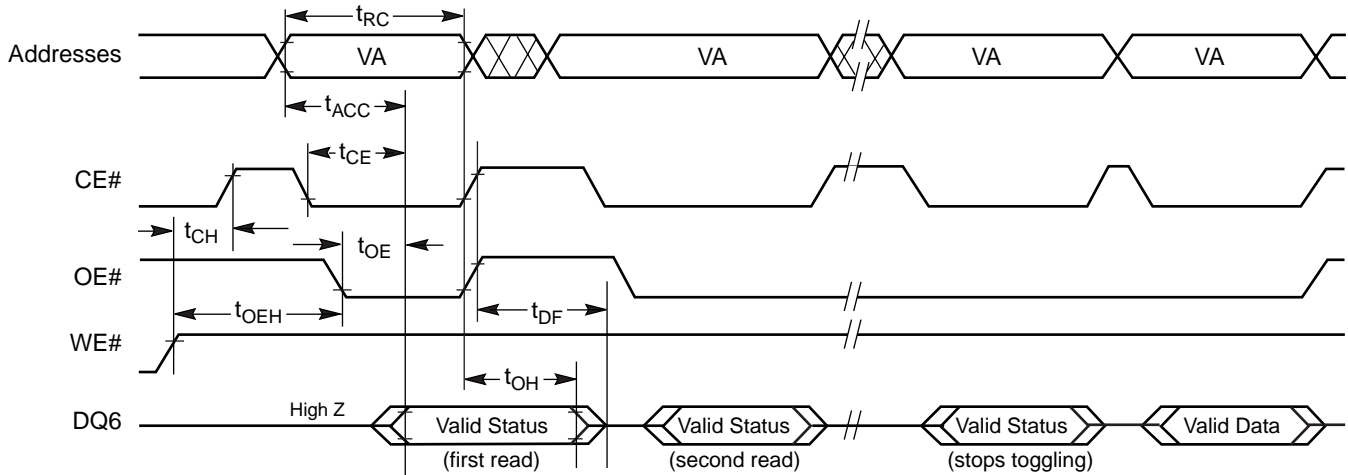 tRC
Addresses VA VA VA VA
tACC
tCE
CE#
tCH tOE
OE#
tOEH tDF
WE#
tOH
High Z
DQ6 Valid Status Valid Status Valid Status Valid Data
(first read) (second read) (stops toggling)